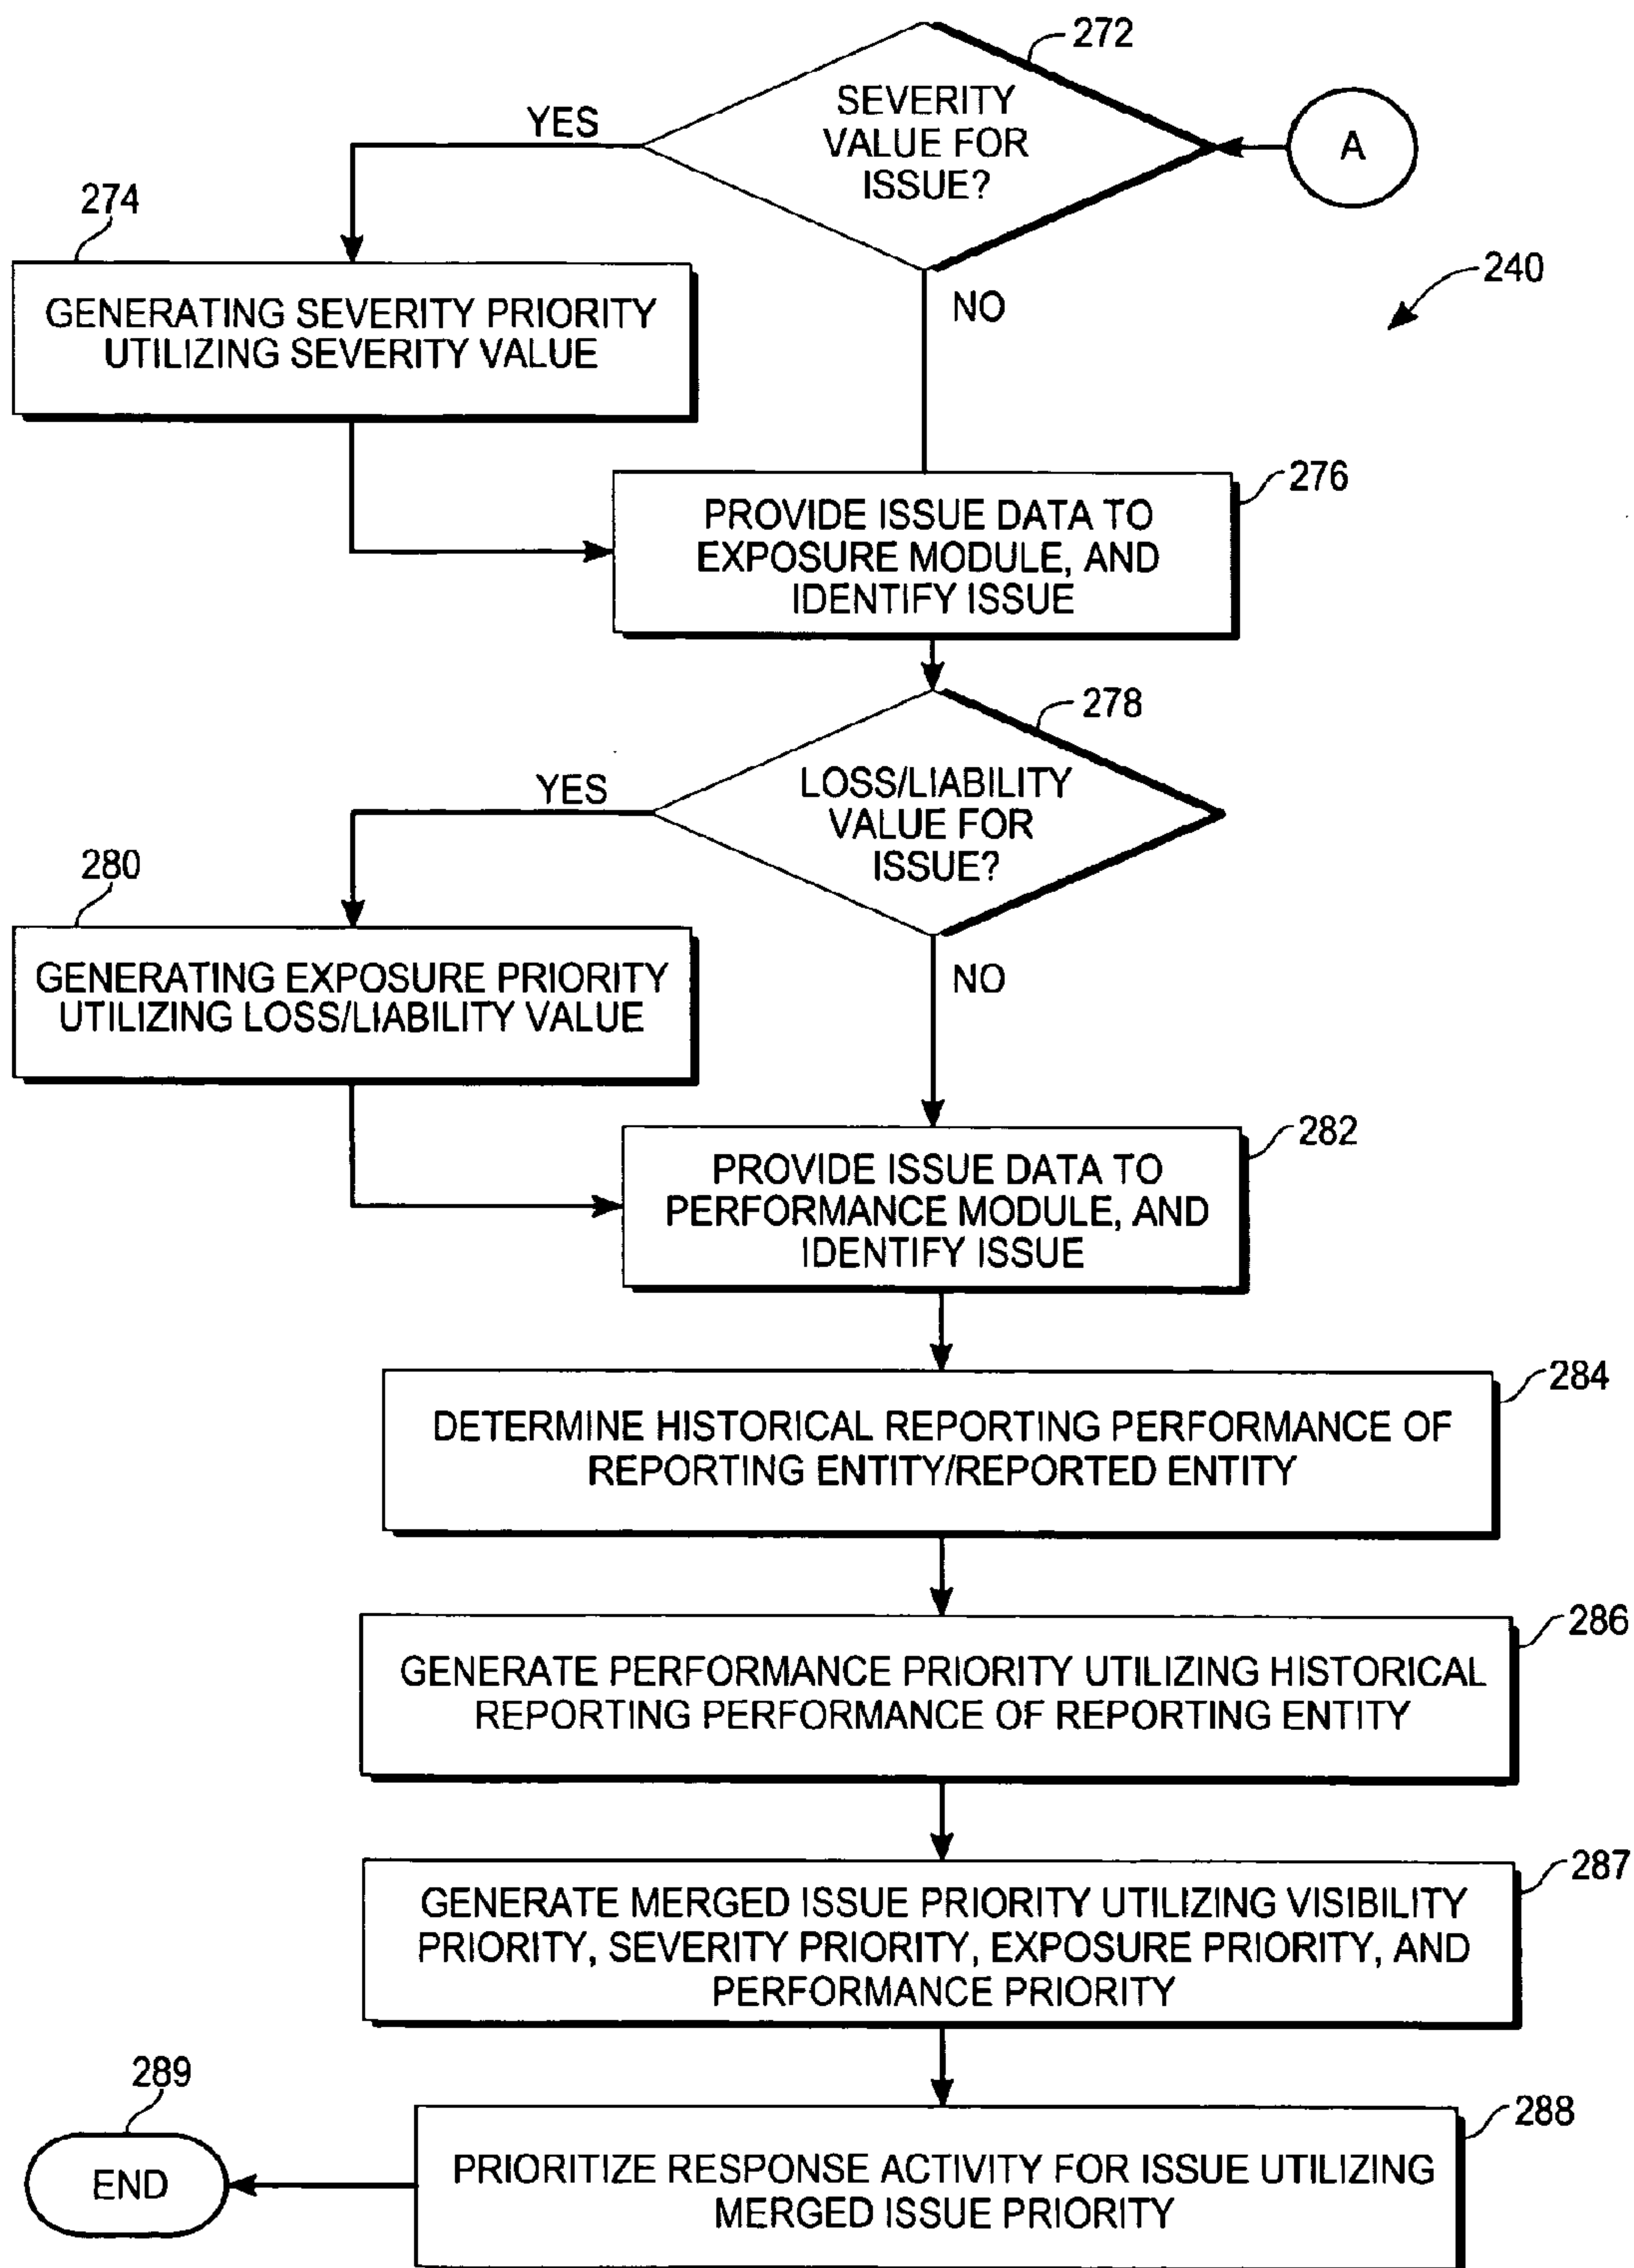 272
SEVERITY
VALUE FOR
ISSUE?
A
YES
NO
240
274
GENERATING SEVERITY PRIORITY
UTILIZING SEVERITY VALUE
276
PROVIDE ISSUE DATA TO
EXPOSURE MODULE, AND
IDENTIFY ISSUE
278
LOSS/LIABILITY
VALUE FOR
ISSUE?
YES
NO
280
GENERATING EXPOSURE PRIORITY
UTILIZING LOSS/LIABILITY VALUE
282
PROVIDE ISSUE DATA TO
PERFORMANCE MODULE, AND
IDENTIFY ISSUE
284
DETERMINE HISTORICAL REPORTING PERFORMANCE OF
REPORTING ENTITY/REPORTED ENTITY
286
GENERATE PERFORMANCE PRIORITY UTILIZING HISTORICAL
REPORTING PERFORMANCE OF REPORTING ENTITY
287
GENERATE MERGED ISSUE PRIORITY UTILIZING VISIBILITY
PRIORITY, SEVERITY PRIORITY, EXPOSURE PRIORITY, AND
PERFORMANCE PRIORITY
288
PRIORITIZE RESPONSE ACTIVITY FOR ISSUE UTILIZING
MERGED ISSUE PRIORITY
289
END